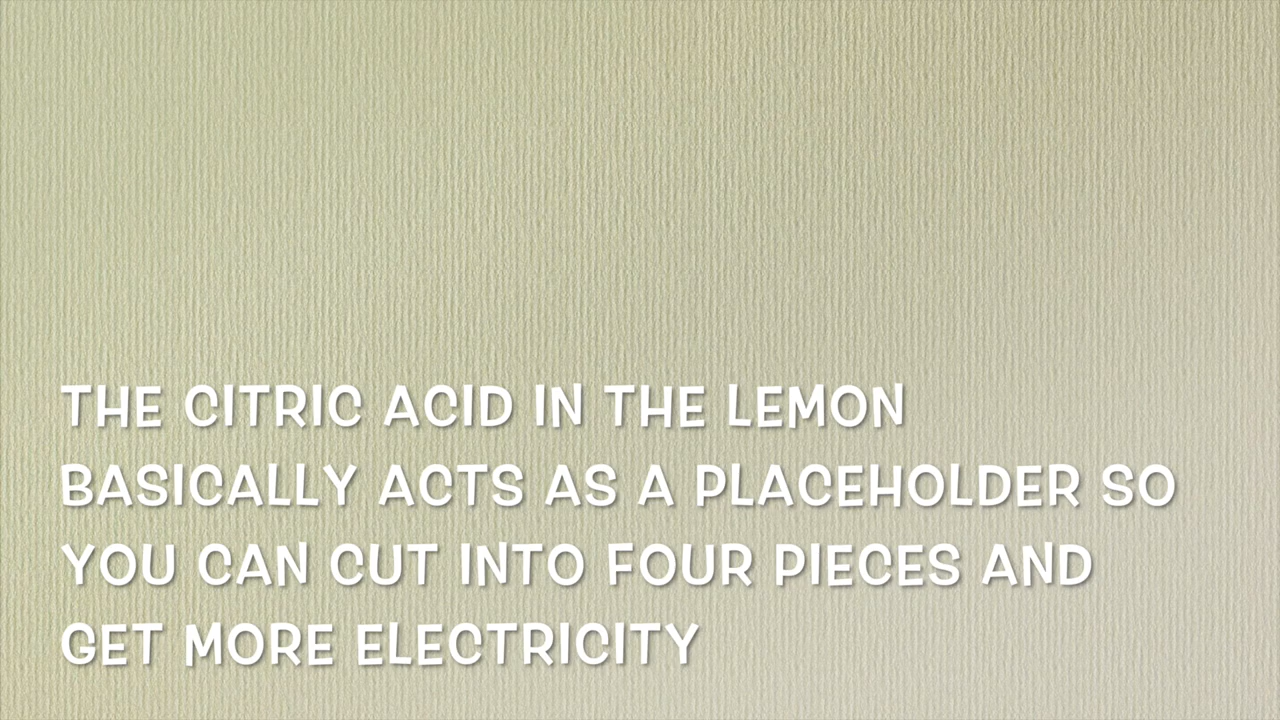 THE CITRIC ACID IN THE LEMON
BASICALLY ACTS AS A PLACEHOLDER SO
YOU CAN CUT INTO FOUR PIECES AND
GET MORE ELECTRICITY